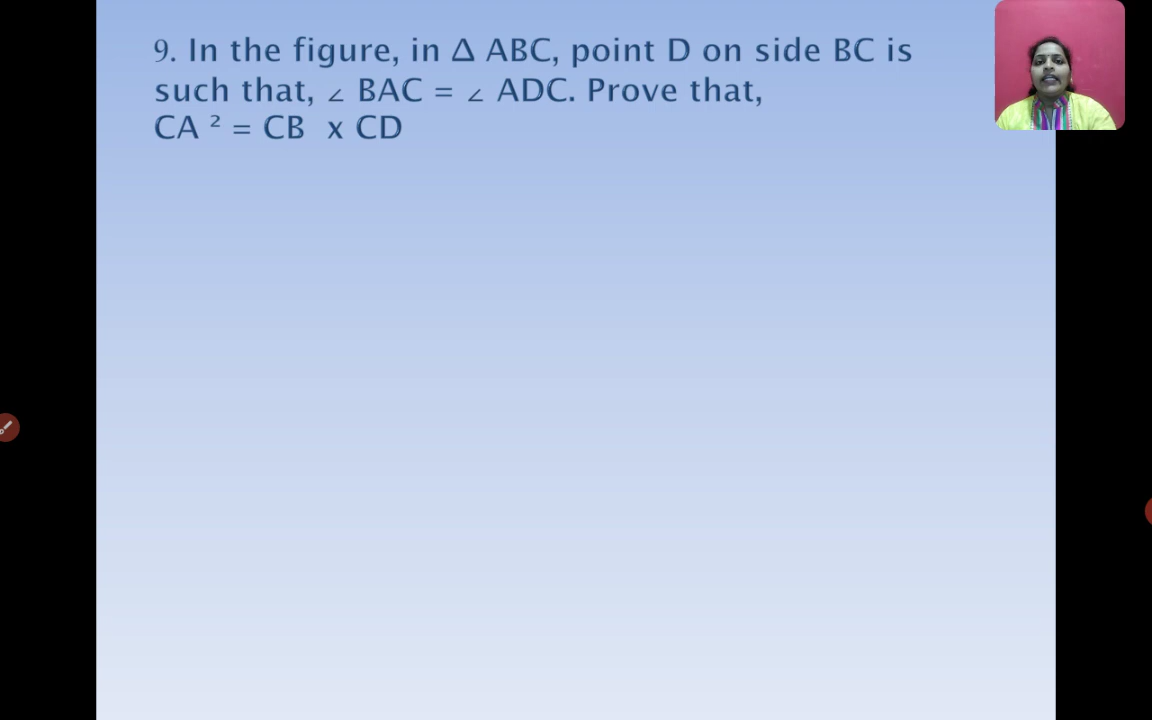 9. In the figure, in ∆ ABC, point D on side BC is
such that, ∠ BAC = ∠ ADC. Prove that,
CA ² = CB x CD